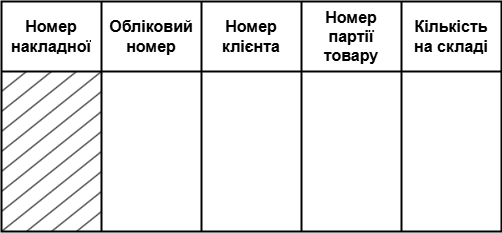 Номер
накладної
Обліковий
номер
Номер
клієнта
Номер
партії
товару
Кількість
на складі